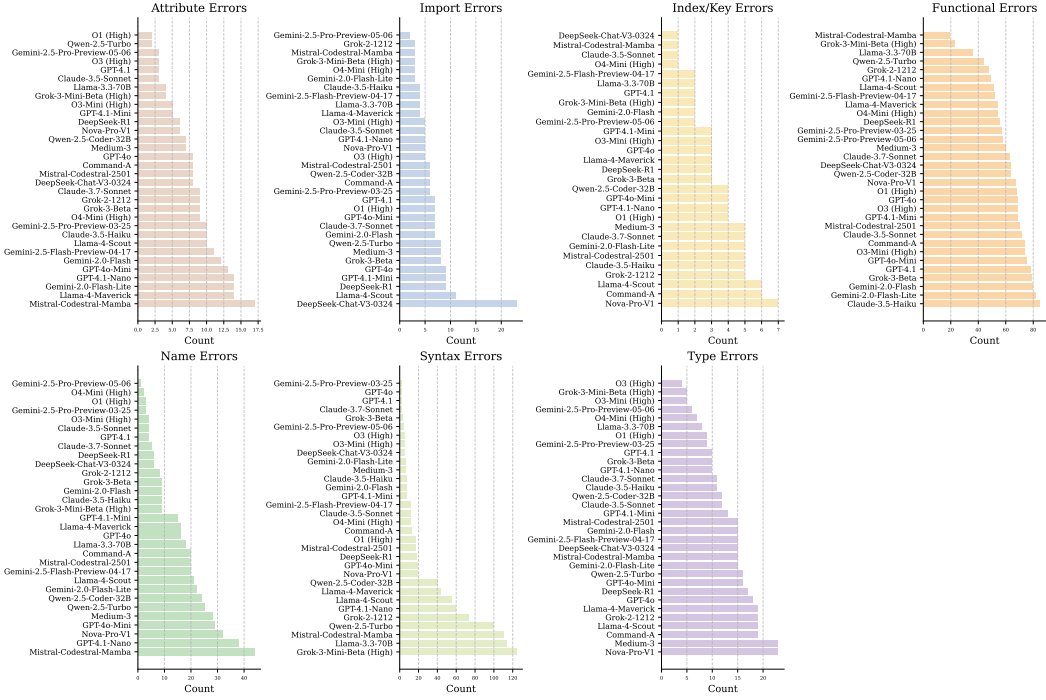 Attribute Errors
O1 (High)
Qwen-2.5-Turbo
Gemini-2.5-Pro-Preview-05-06
O3 (High)
GPT-4.1
Claude-3.5-Sonnet
Llama-3.3-70B
Grok-3-Mini-Beta (High)
O3-Mini (High)
GPT-4.1-Mini
DeepSeek-R1
Nova-Pro-V1
Qwen-2.5-Coder-32B
Medium-3
GPT-4o
Command-A
Mistral-Codestral-2501
DeepSeek-Chat-V3-0324
Claude-3.7-Sonnet
Grok-2-1212
Grok-3-Beta
O4-Mini (High)
Gemini-2.5-Pro-Preview-03-25
Claude-3.5-Haiku
Llama-4-Scout
Gemini-2.5-Flash-Preview-04-17
Gemini-2.0-Flash
GPT-4o-Mini
GPT-4.1-Nano
Gemini-2.0-Flash-Lite
Llama-4-Maverick
Mistral-Codestral-Mamba
0.0 2.5 5.0 7.5 10.0 12.5 15.0 17.5
Count
Import Errors
Gemini-2.5-Pro-Preview-05-06
Grok-2-1212
Mistral-Codestral-Mamba
Grok-3-Mini-Beta (High)
O4-Mini (High)
Gemini-2.0-Flash-Lite
Claude-3.5-Haiku
Gemini-2.5-Flash-Preview-04-17
Llama-3.3-70B
Llama-4-Maverick
O3-Mini (High)
Claude-3.5-Sonnet
GPT-4.1-Nano
Nova-Pro-V1
O3 (High)
Mistral-Codestral-2501
Qwen-2.5-Coder-32B
Command-A
Gemini-2.5-Pro-Preview-03-25
GPT-4.1
O1 (High)
GPT-4o-Mini
Claude-3.7-Sonnet
Gemini-2.0-Flash
Qwen-2.5-Turbo
Medium-3
Grok-3-Beta
GPT-4o
GPT-4.1-Mini
DeepSeek-R1
Llama-4-Scout
DeepSeek-Chat-V3-0324
0 5 10 15 20
Count
Index/Key Errors
DeepSeek-Chat-V3-0324
Mistral-Codestral-Mamba
Claude-3.5-Sonnet
O4-Mini (High)
Gemini-2.5-Flash-Preview-04-17
Llama-3.3-70B
GPT-4.1
Grok-3-Mini-Beta (High)
Gemini-2.0-Flash
Gemini-2.5-Pro-Preview-05-06
GPT-4.1-Mini
O3-Mini (High)
GPT-4o
Llama-4-Maverick
DeepSeek-R1
Grok-3-Beta
Qwen-2.5-Coder-32B
GPT-4o-Mini
GPT-4.1-Nano
O1 (High)
Medium-3
Claude-3.7-Sonnet
Gemini-2.0-Flash-Lite
Mistral-Codestral-2501
Claude-3.5-Haiku
Grok-2-1212
Llama-4-Scout
Command-A
Nova-Pro-V1
0 1 2 3 4 5 6 7
Count
Functional Errors
Mistral-Codestral-Mamba
Grok-3-Mini-Beta (High)
Llama-3.3-70B
Qwen-2.5-Turbo
Grok-2-1212
GPT-4.1-Nano
Llama-4-Scout
Gemini-2.5-Flash-Preview-04-17
Llama-4-Maverick
O4-Mini (High)
DeepSeek-R1
Gemini-2.5-Pro-Preview-03-25
Gemini-2.5-Pro-Preview-05-06
Medium-3
Claude-3.7-Sonnet
DeepSeek-Chat-V3-0324
Qwen-2.5-Coder-32B
Nova-Pro-V1
O1 (High)
GPT-4o
O3 (High)
GPT-4.1-Mini
Mistral-Codestral-2501
Claude-3.5-Sonnet
Command-A
O3-Mini (High)
GPT-4o-Mini
GPT-4.1
Grok-3-Beta
Gemini-2.0-Flash
Gemini-2.0-Flash-Lite
Claude-3.5-Haiku
0 20 40 60 80
Count
Name Errors
Gemini-2.5-Pro-Preview-05-06
O4-Mini (High)
O1 (High)
Gemini-2.5-Pro-Preview-03-25
O3-Mini (High)
Claude-3.5-Sonnet
GPT-4.1
Claude-3.7-Sonnet
DeepSeek-R1
DeepSeek-Chat-V3-0324
Grok-2-1212
Grok-3-Beta
Gemini-2.0-Flash
Claude-3.5-Haiku
Grok-3-Mini-Beta (High)
GPT-4.1-Mini
Llama-4-Maverick
GPT-4o
Llama-3.3-70B
Command-A
Mistral-Codestral-2501
Gemini-2.5-Flash-Preview-04-17
Llama-4-Scout
Gemini-2.0-Flash-Lite
Qwen-2.5-Coder-32B
Qwen-2.5-Turbo
Medium-3
GPT-4o-Mini
Nova-Pro-V1
GPT-4.1-Nano
Mistral-Codestral-Mamba
0 10 20 30 40
Count
Syntax Errors
Gemini-2.5-Pro-Preview-03-25
GPT-4o
GPT-4.1
Claude-3.7-Sonnet
Grok-3-Beta
Gemini-2.5-Pro-Preview-05-06
O3 (High)
O3-Mini (High)
DeepSeek-Chat-V3-0324
Gemini-2.0-Flash-Lite
Medium-3
Claude-3.5-Haiku
Gemini-2.0-Flash
GPT-4.1-Mini
Gemini-2.5-Flash-Preview-04-17
Claude-3.5-Sonnet
O4-Mini (High)
Command-A
O1 (High)
Mistral-Codestral-2501
DeepSeek-R1
GPT-4o-Mini
Nova-Pro-V1
Qwen-2.5-Coder-32B
Llama-4-Maverick
Llama-4-Scout
GPT-4.1-Nano
Grok-2-1212
Qwen-2.5-Turbo
Mistral-Codestral-Mamba
Llama-3.3-70B
Grok-3-Mini-Beta (High)
0 20 40 60 80 100 120
Count
Type Errors
O3 (High)
Grok-3-Mini-Beta (High)
O3-Mini (High)
Gemini-2.5-Pro-Preview-05-06
O4-Mini (High)
Llama-3.3-70B
O1 (High)
Gemini-2.5-Pro-Preview-03-25
GPT-4.1
Grok-3-Beta
GPT-4.1-Nano
Claude-3.7-Sonnet
Claude-3.5-Haiku
Qwen-2.5-Coder-32B
Claude-3.5-Sonnet
GPT-4.1-Mini
Mistral-Codestral-2501
Gemini-2.0-Flash
Gemini-2.5-Flash-Preview-04-17
DeepSeek-Chat-V3-0324
Mistral-Codestral-Mamba
Gemini-2.0-Flash-Lite
Qwen-2.5-Turbo
GPT-4o-Mini
DeepSeek-R1
GPT-4o
Llama-4-Maverick
Grok-2-1212
Llama-4-Scout
Command-A
Medium-3
Nova-Pro-V1
0 5 10 15 20
Count